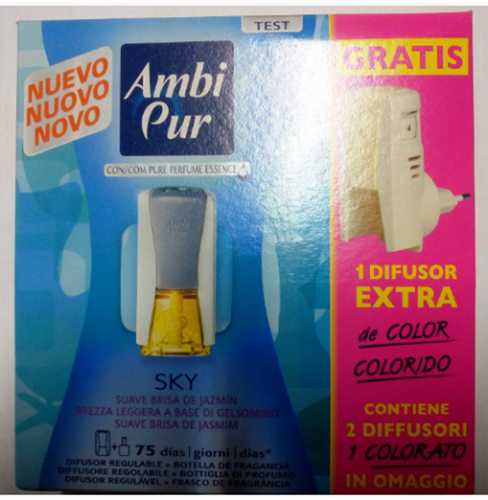 TEST
NUEVO
NUOVO
NOVO
Ambi
Pur
CON/COM PURE PERFUME ESSENCE
Ambi
Pur
SKY
SUAVE BRISA DE JAZMÍN
BREZZA LEGGERA A BASE DI GELSOMINO
SUAVE BRISA DE JASMIM
+ 75 días | giorni | dias*
DIFUSOR REGULABLE + BOTELLA DE FRAGANCIA
DIFFUSORE REGOLABILE + BOTTIGLIA DI PROFUMO
DIFUSOR REGULÁVEL + FRASCO DE FRAGRÂNCIA
GRATIS
1 DIFUSOR
EXTRA
de COLOR
COLORIDO
CONTIENE
2 DIFFUSORI
1 COLORATO
IN OMAGGIO